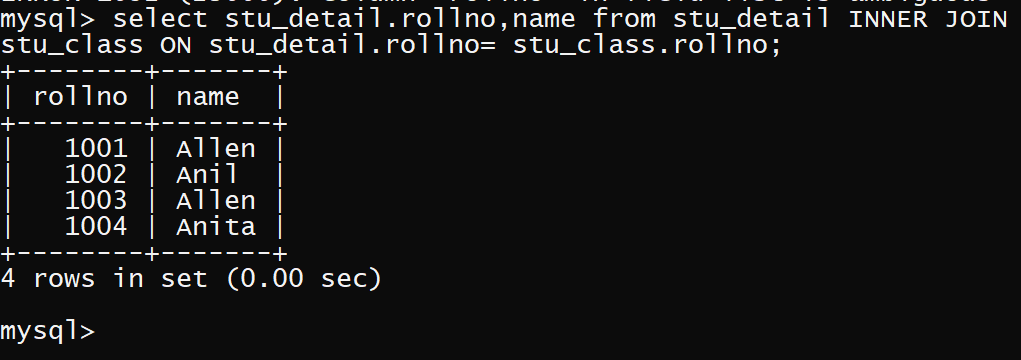 mysql> select stu_detail.rollno,name from stu_detail INNER JOIN
stu_class ON stu_detail.rollno= stu_class.rollno;
+--------+-------+
| rollno | name  |
+--------+-------+
|   1001 | Allen |
|   1002 | Anil  |
|   1003 | Allen |
|   1004 | Anita |
+--------+-------+
4 rows in set (0.00 sec)
mysql>